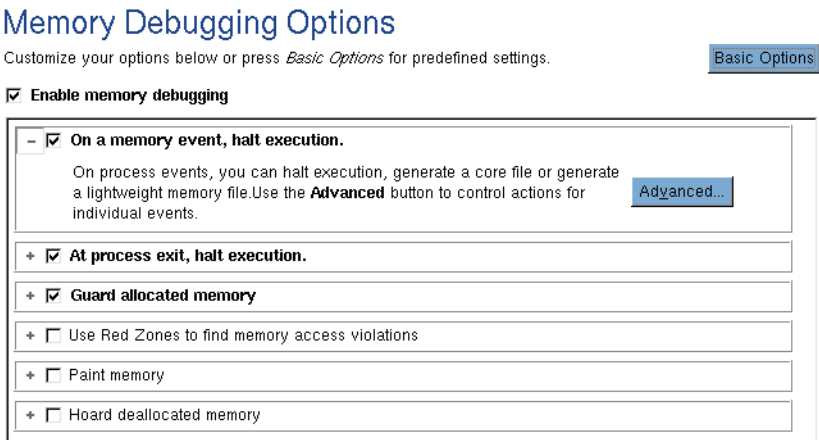 Memory Debugging Options
Customize your options below or press Basic Options for predefined settings.
Basic Options
Enable memory debugging
On a memory event, halt execution.
On process events, you can halt execution, generate a core file or generate
a lightweight memory file.Use the Advanced button to control actions for
individual events.
Advanced...
At process exit, halt execution.
Guard allocated memory
Use Red Zones to find memory access violations
Paint memory
Hoard deallocated memory